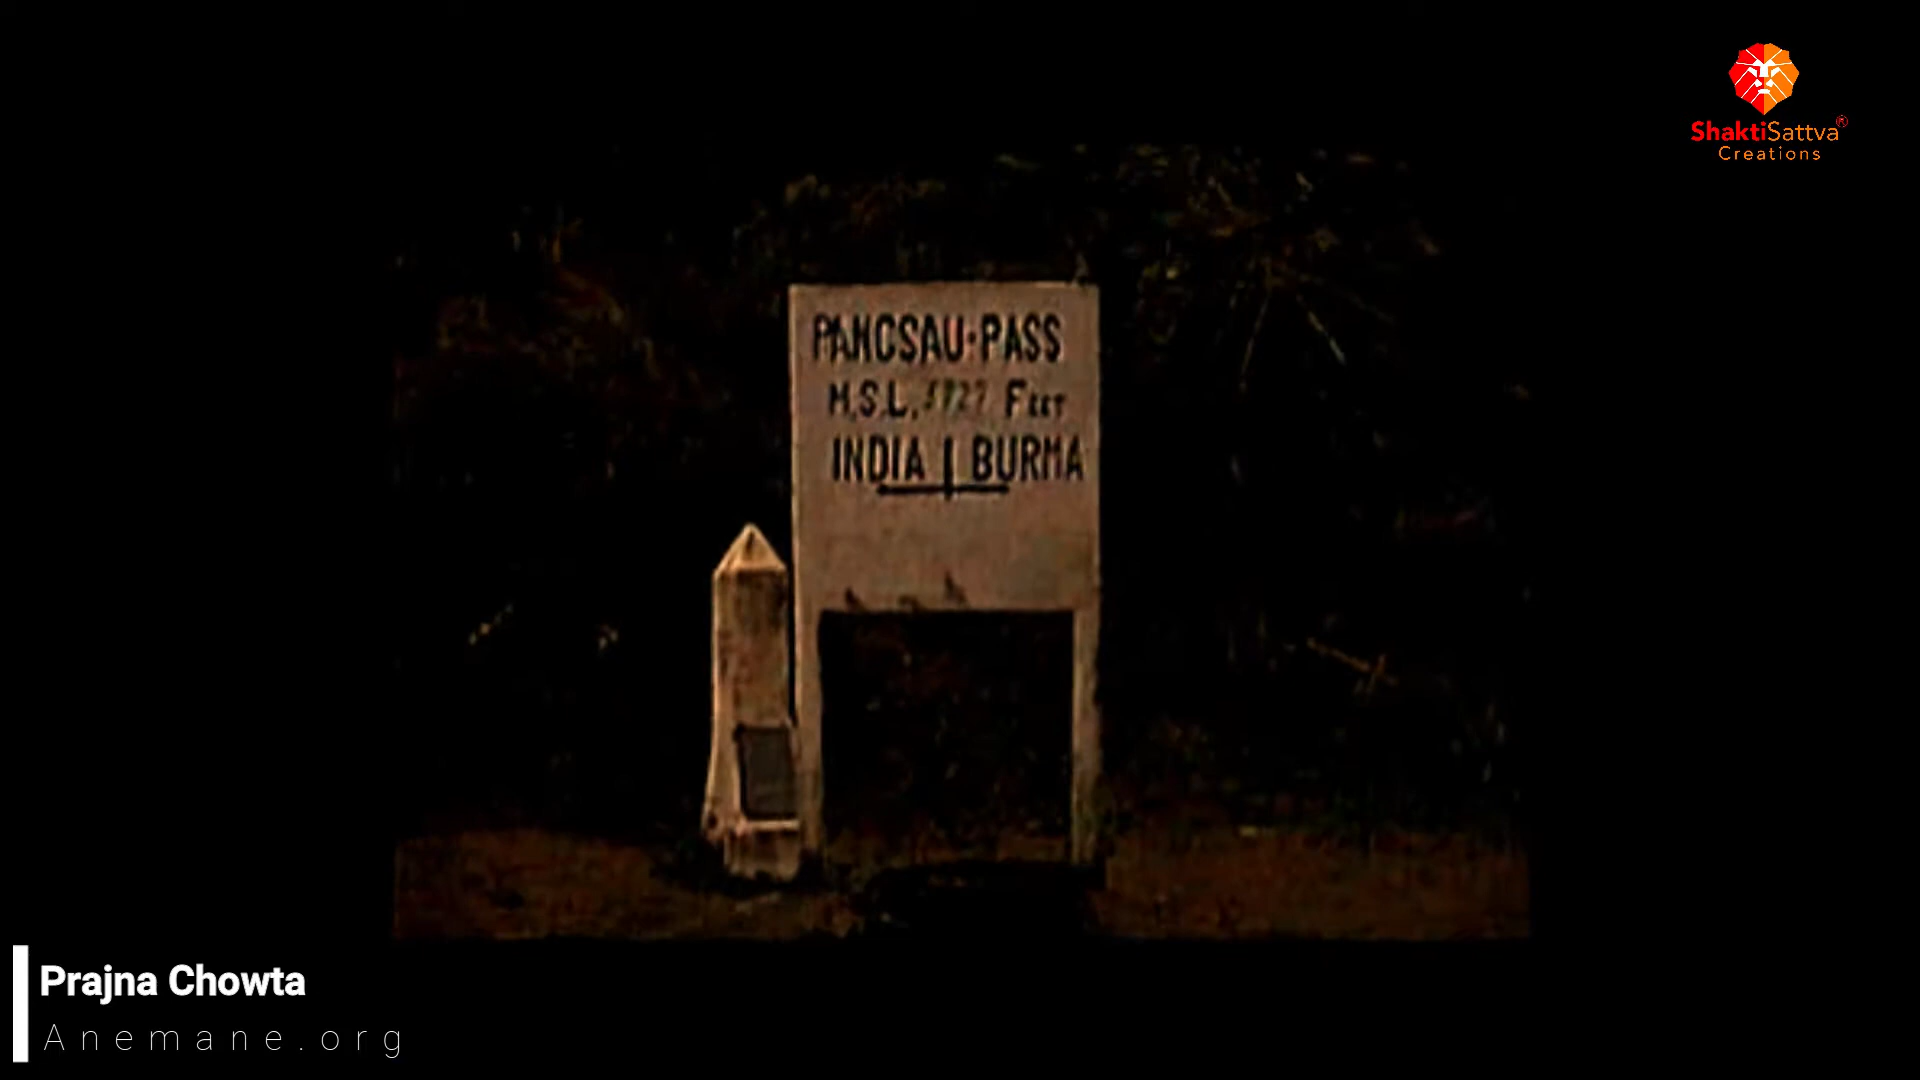 ShaktiSattva®
Creations
PANGSAU-PASS
M.S.L. FEET
INDIA | BURMA
Prajna Chowta
Anemane.org